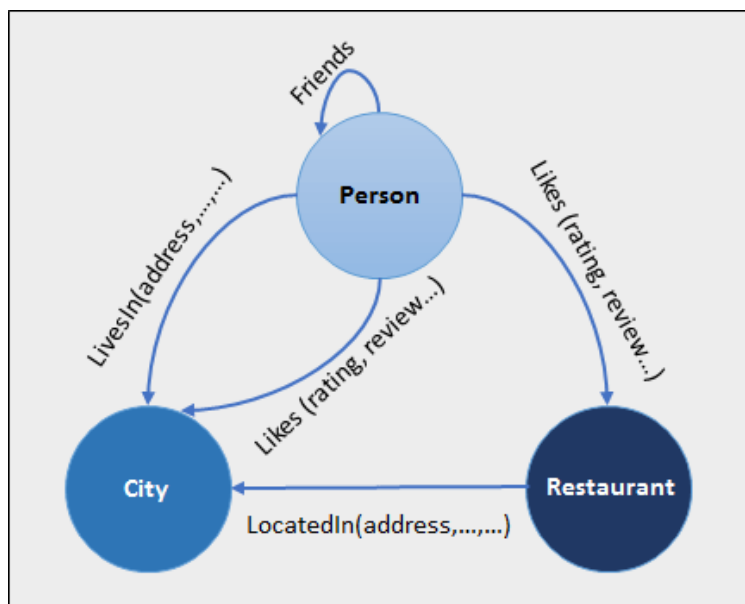 Friends
Person
LivesIn(address,...,...)
Likes (rating, review...)
Likes (rating, review...)
City
Restaurant
LocatedIn(address,...,...)